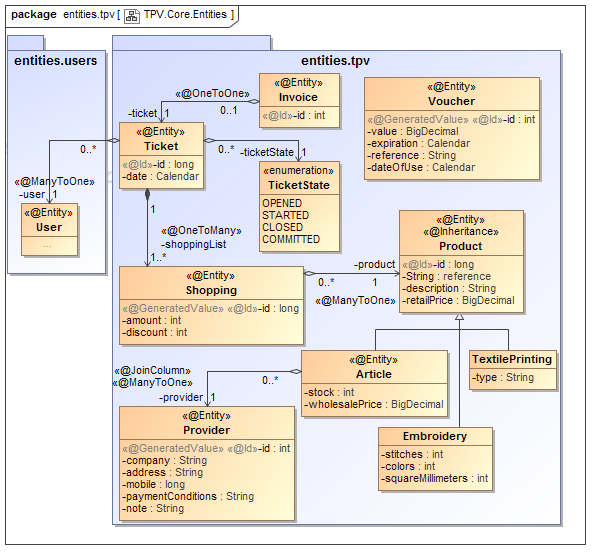 package entities.tpv [ TPV.Core.Entities ]
entities.users
entities.tpv
«@Entity»
Invoice
«@Id»-id : int
«@Entity»
Voucher
«@GeneratedValue» «@Id»-id : int
-value : BigDecimal
-expiration : Calendar
-reference : String
-dateOfUse : Calendar
«@OneToOne»
-ticket
1
0..1
«@Entity»
Ticket
«@Id»-id : long
-date : Calendar
0..*
0..*
-ticketState
1
«enumeration»
TicketState
OPENED
STARTED
CLOSED
COMMITTED
«@ManyToOne»
-user
1
«@Entity»
User
...
1
«@OneToMany»
-shoppingList
1..*
«@Entity»
«@Inheritance»
Product
«@Id»-id : long
-String : reference
-description : String
-retailPrice : BigDecimal
«@Entity»
Shopping
«@GeneratedValue» «@Id»-id : long
-amount : int
-discount : int
-product
0..*
1
«@ManyToOne»
«@Entity»
Article
-stock : int
-wholesalePrice : BigDecimal
TextilePrinting
-type : String
«@JoinColumn»
«@ManyToOne»
0..*
-provider
1
«@Entity»
Provider
«@GeneratedValue» «@Id»-id : int
-company : String
-address : String
-mobile : long
-paymentConditions : String
-note : String
Embroidery
-stitches : int
-colors : int
-squareMillimeters : int